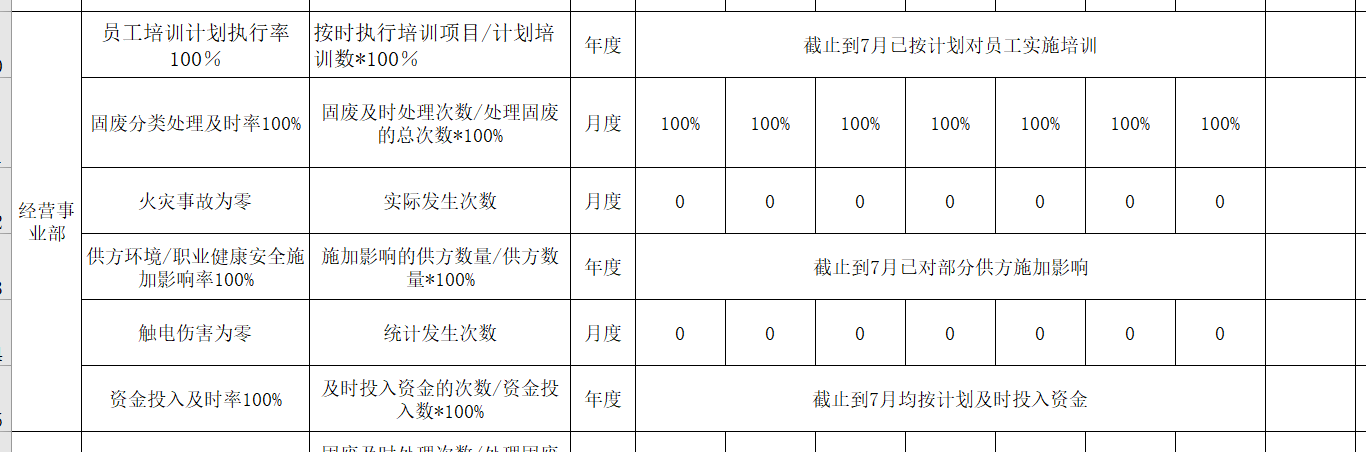 员工培训计划执行率
100％
按时执行培训项目/计划培
训数*100％
年度
截止到7月已按计划对员工实施培训
固废分类处理及时率100%
固废及时处理次数/处理固废
的总次数*100%
月度
100%
100%
100%
100%
100%
100%
100%
经营事
业部
火灾事故为零
实际发生次数
月度
0
0
0
0
0
0
0
供方环境/职业健康安全施
加影响率100%
施加影响的供方数量/供方数
量*100%
年度
截止到7月已对部分供方施加影响
触电伤害为零
统计发生次数
月度
0
0
0
0
0
0
0
资金投入及时率100%
及时投入资金的次数/资金投
入数*100%
年度
截止到7月均按计划及时投入资金